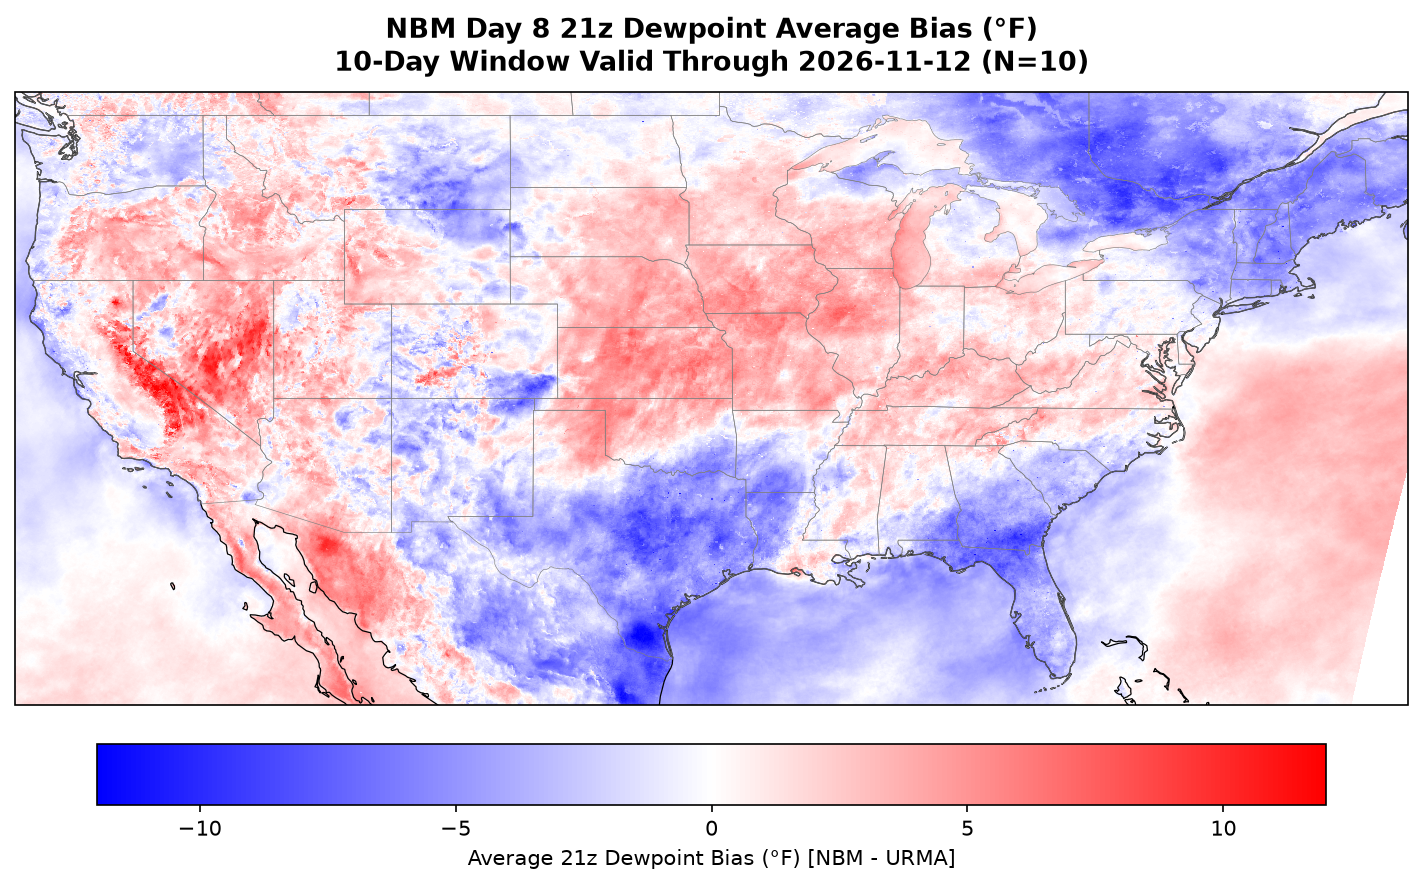 NBM Day 8 21z Dewpoint Average Bias (°F)
10-Day Window Valid Through 2026-11-12 (N=10)
−10 −5 0 5 10
Average 21z Dewpoint Bias (°F) [NBM - URMA]